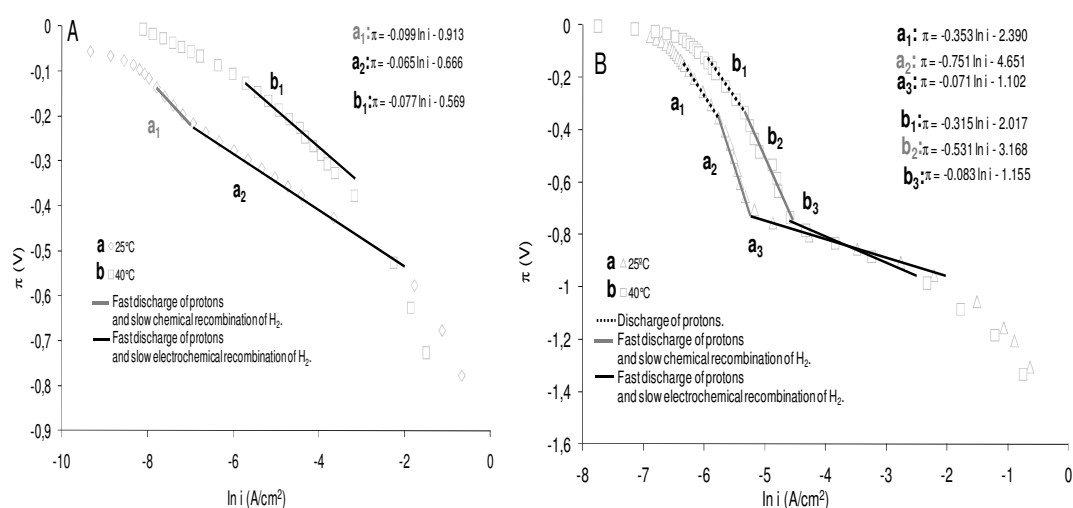 A
a₁: π = -0.099 ln i - 0.913
a₂: π = -0.065 ln i - 0.666
b₁: π = -0.077 ln i - 0.569
b₁
a₁
a₂
a 25°C
b 40°C
Fast discharge of protons
and slow chemical recombination of H₂.
Fast discharge of protons
and slow electrochemical recombination of H₂.
π (V)
0
-0,1
-0,2
-0,3
-0,4
-0,5
-0,6
-0,7
-0,8
-0,9
-10
-8
-6
-4
-2
0
ln i (A/cm²)
B
a₁: π = -0.353 ln i - 2.390
a₂: π = -0.751 ln i - 4.651
a₃: π = -0.071 ln i - 1.102
b₁: π = -0.315 ln i - 2.017
b₂: π = -0.531 ln i - 3.168
b₃: π = -0.083 ln i - 1.155
b₁
a₁
b₂
a₂
b₃
a₃
a 25ºC
b 40°C
Discharge of protons.
Fast discharge of protons
and slow chemical recombination of H₂.
Fast discharge of protons
and slow electrochemical recombination of H₂.
π (V)
0
-0,2
-0,4
-0,6
-0,8
-1
-1,2
-1,4
-1,6
-8
-7
-6
-5
-4
-3
-2
-1
0
ln i (A/cm²)